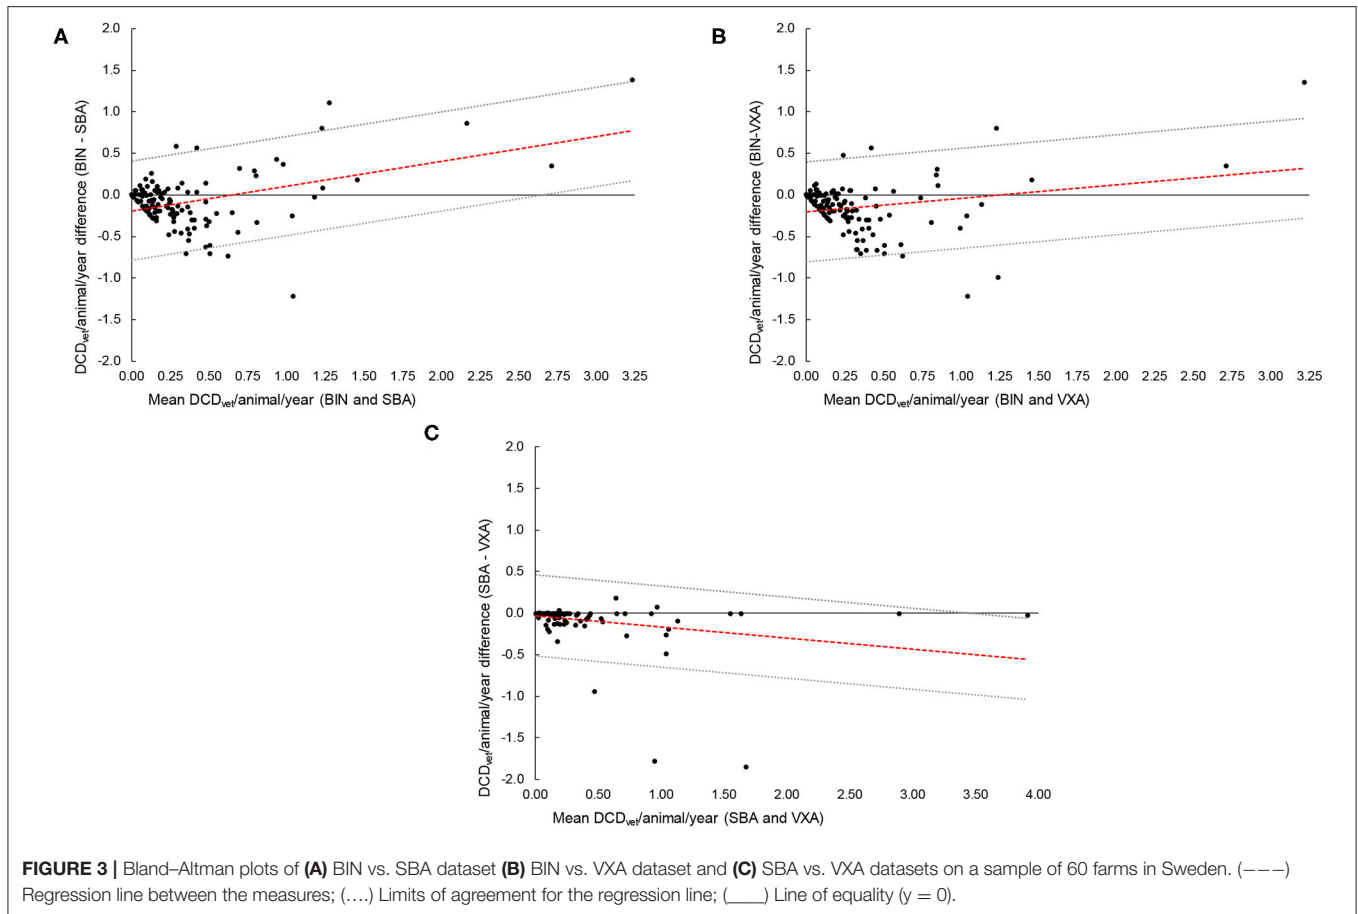 A
2.0
1.5
1.0
0.5
0.0
-0.5
-1.0
-1.5
-2.0
DCDvet/animal/year difference (BIN - SBA)
0.00 0.25 0.50 0.75 1.00 1.25 1.50 1.75 2.00 2.25 2.50 2.75 3.00 3.25
Mean DCDvet/animal/year (BIN and SBA)
B
2.0
1.5
1.0
0.5
0.0
-0.5
-1.0
-1.5
-2.0
DCDvet/animal/year difference (BIN-VXA)
0.00 0.25 0.50 0.75 1.00 1.25 1.50 1.75 2.00 2.25 2.50 2.75 3.00 3.25
Mean DCDvet/animal/year (BIN and VXA)
C
2.0
1.5
1.0
0.5
0.0
-0.5
-1.0
-1.5
-2.0
DCDvet/animal/year difference (SBA - VXA)
0.00 0.50 1.00 1.50 2.00 2.50 3.00 3.50 4.00
Mean DCDvet/animal/year (SBA and VXA)
FIGURE 3 | Bland–Altman plots of (A) BIN vs. SBA dataset (B) BIN vs. VXA dataset and (C) SBA vs. VXA datasets on a sample of 60 farms in Sweden. (−−−)
Regression line between the measures; (....) Limits of agreement for the regression line; (____) Line of equality (y = 0).